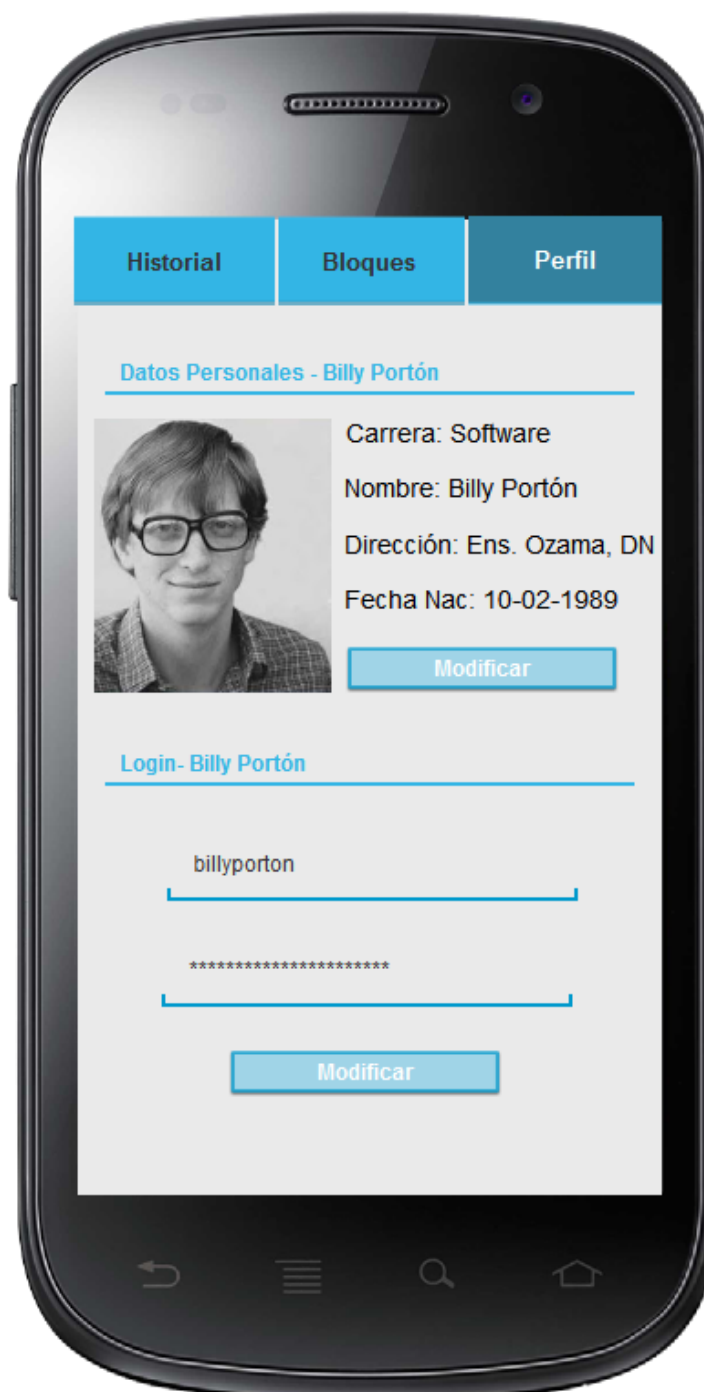 Historial Bloques Perfil
Datos Personales - Billy Portón
Carrera: Software
Nombre: Billy Portón
Dirección: Ens. Ozama, DN
Fecha Nac: 10-02-1989
Modificar
Login- Billy Portón
billyporton
**********************
Modificar